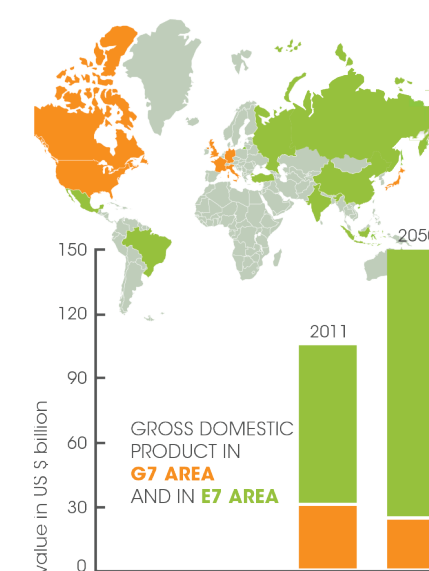 2050
150
2011
120
90
60
30
0
value in US $ billion
GROSS DOMESTIC
PRODUCT IN
G7 AREA
AND IN E7 AREA